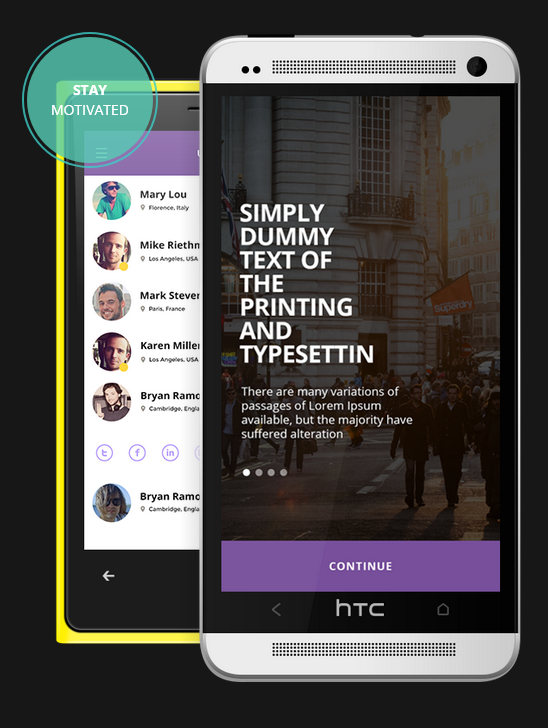 STAY
MOTIVATED
Mary Lou
Florence, Italy
Mike Riethm
Los Angeles, USA
Mark Steven
Paris, France
Karen Miller
Los Angeles, USA
Bryan Ramo
Cambridge, Engla
Bryan Ramo
Cambridge, Engla
SIMPLY
DUMMY
TEXT OF
THE
PRINTING
AND
TYPESETTIN
There are many variations of
passages of Lorem Ipsum
available, but the majority have
suffered alteration
Superdry
CONTINUE
hTC